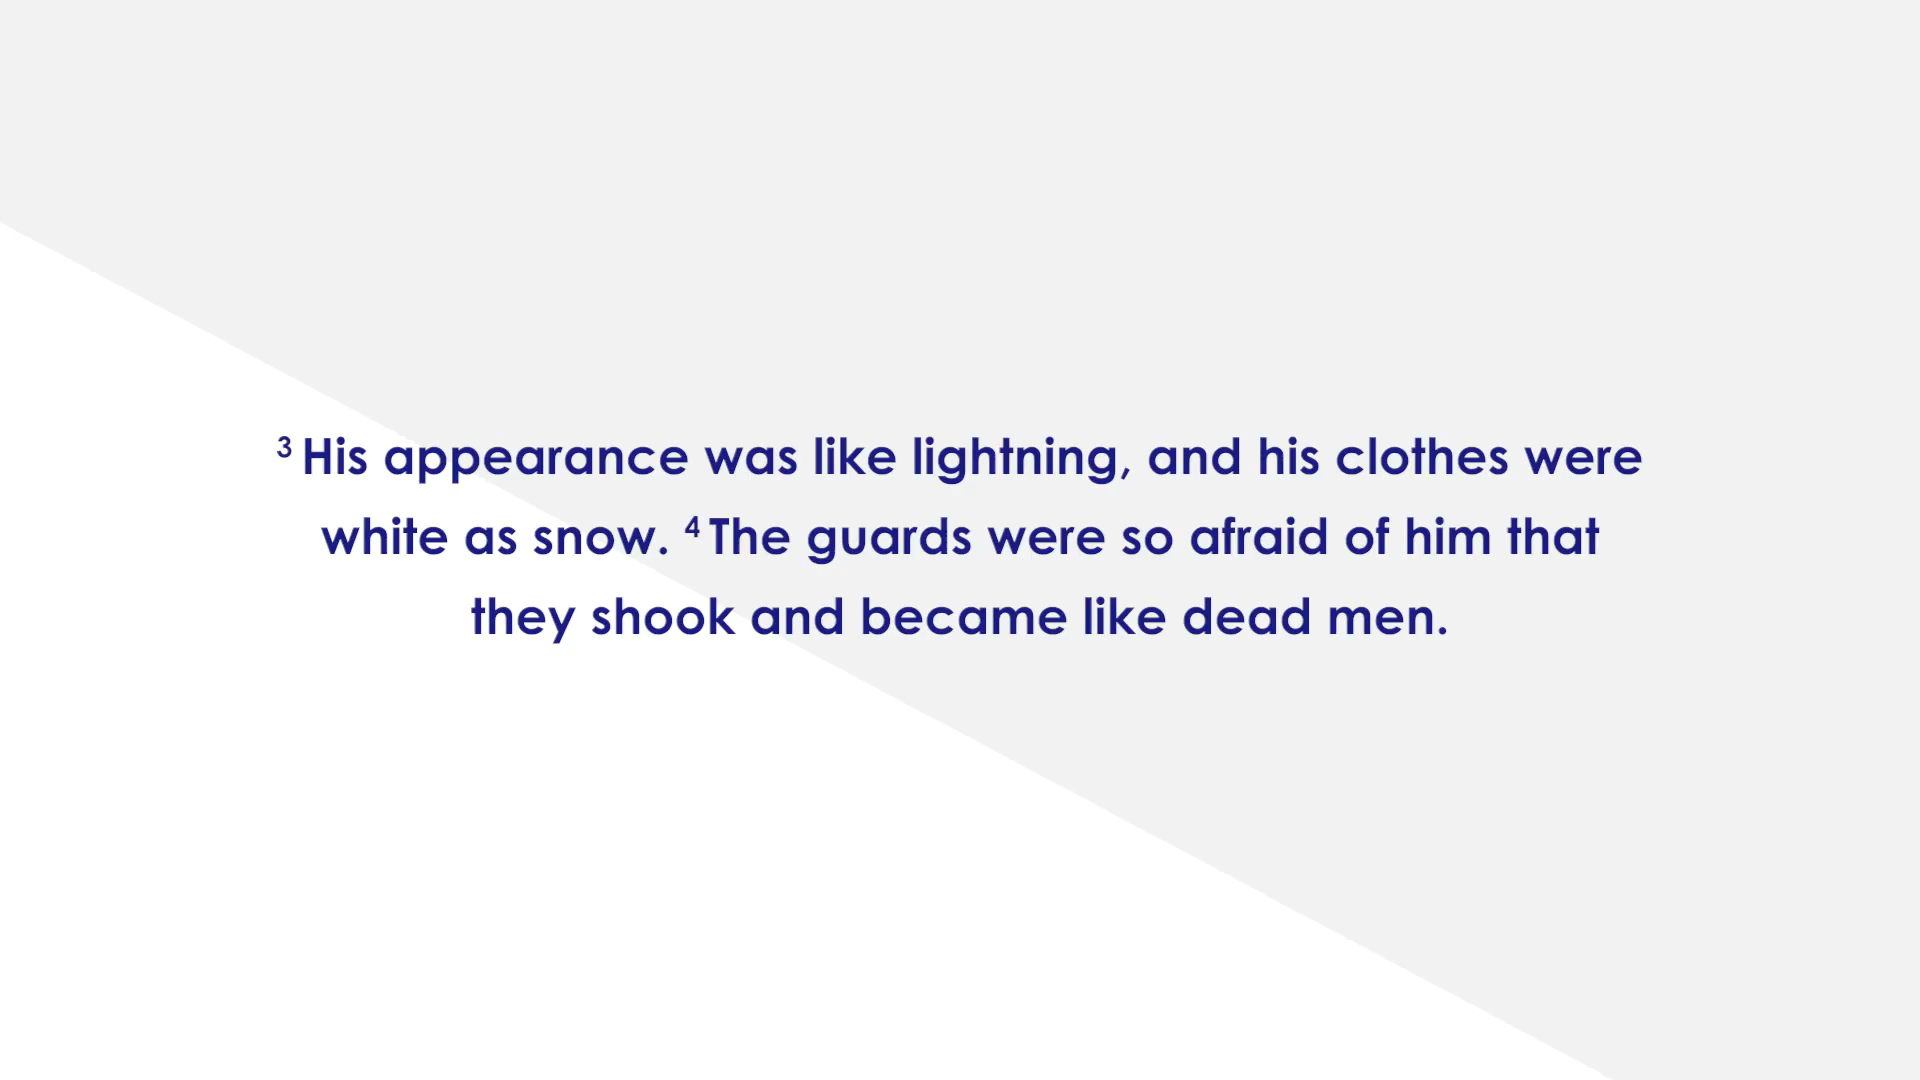 ³ His appearance was like lightning, and his clothes were
white as snow. ⁴ The guards were so afraid of him that
they shook and became like dead men.